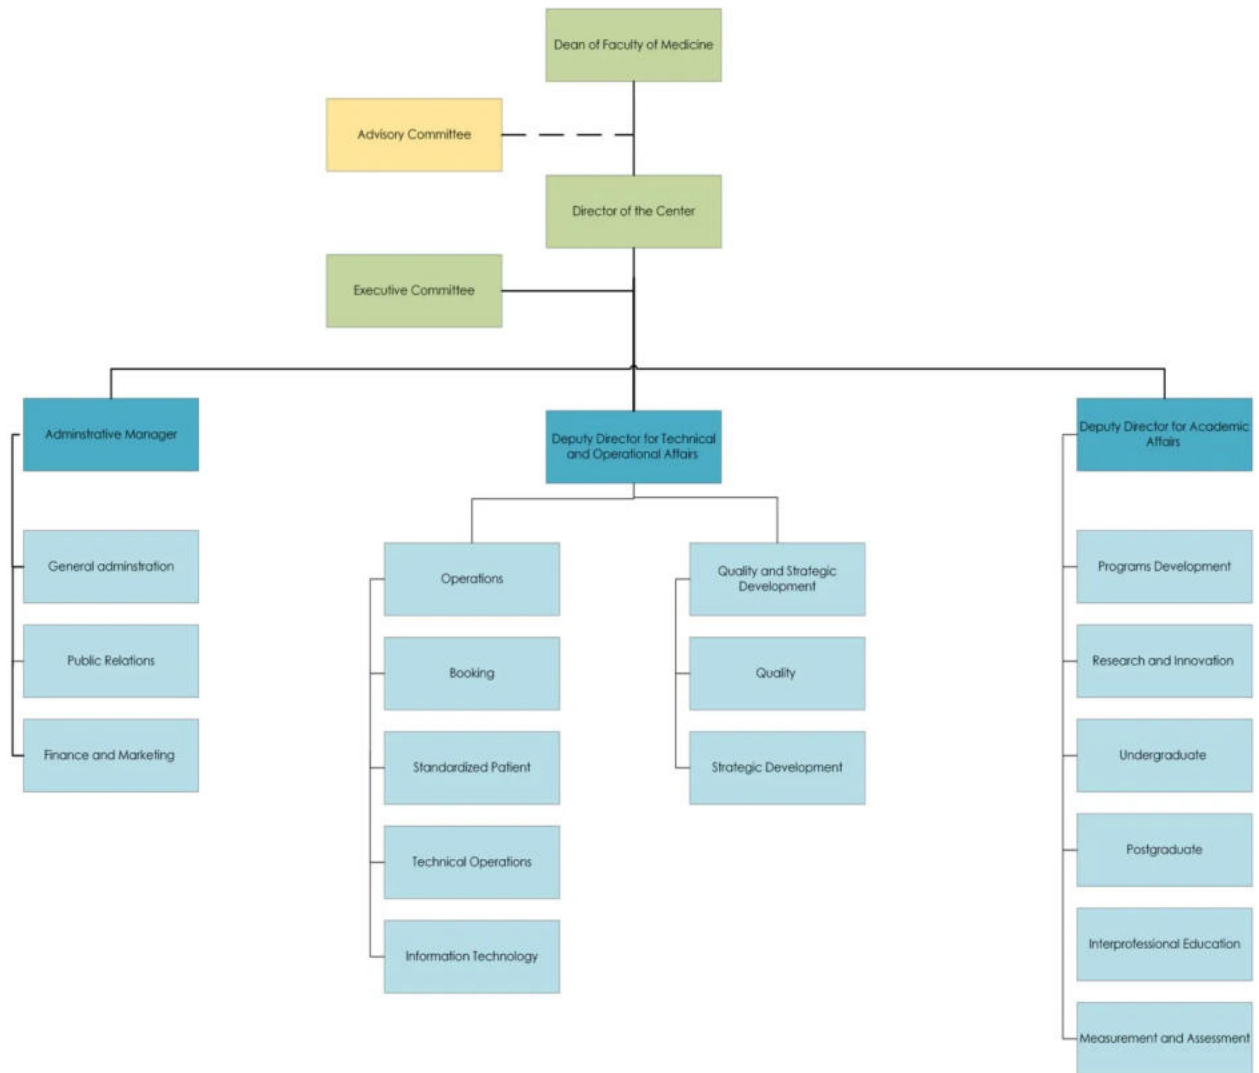 Dean of Faculty of Medicine
Advisory Committee
Director of the Center
Executive Committee
Adminstrative Manager
Deputy Director for Technical
and Operational Affairs
Deputy Director for Academic
Affairs
General adminstration
Public Relations
Finance and Marketing
Operations
Booking
Standardized Patient
Technical Operations
Information Technology
Quality and Strategic
Development
Quality
Strategic Development
Programs Development
Research and Innovation
Undergraduate
Postgraduate
Interprofessional Education
Measurement and Assessment